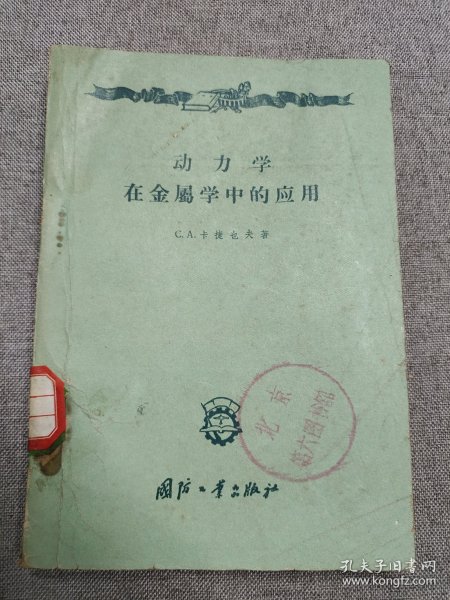 动力学
在金屬学中的应用
C.A.卡捷也夫著
北京
国防工业出版社
孔夫子旧书网
www.kongfz.com